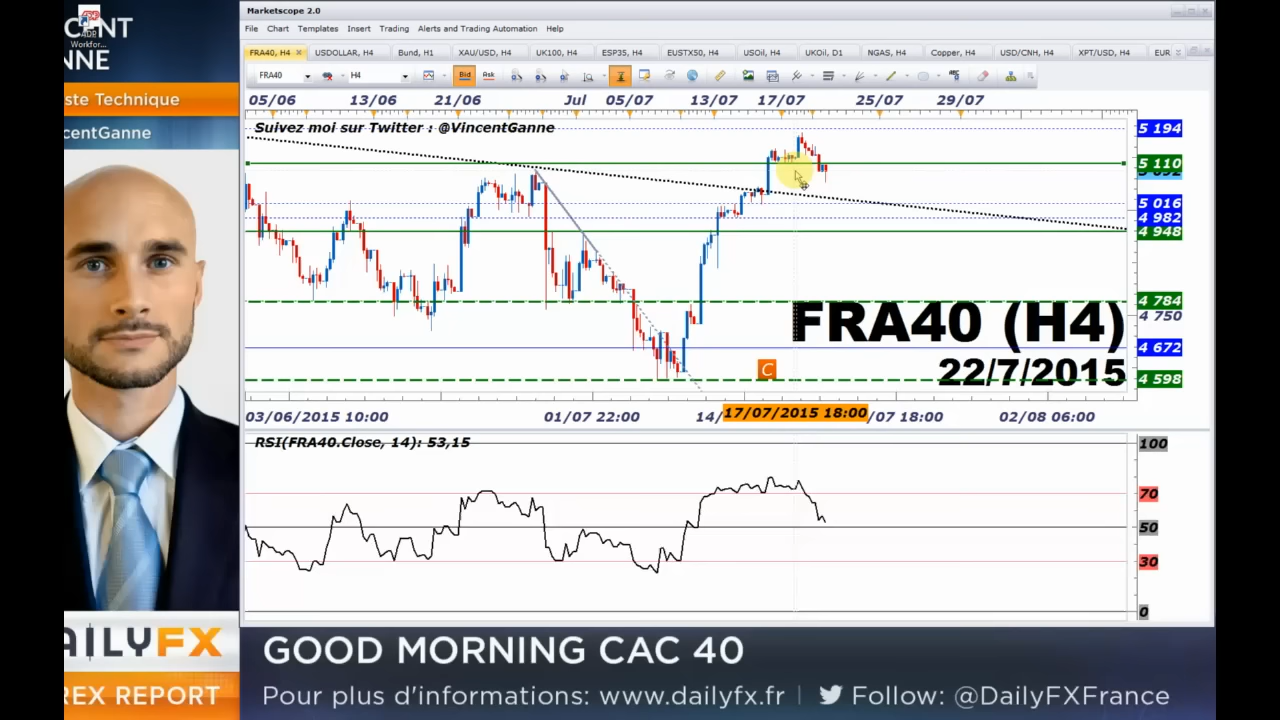 CENT
NNE
ADP
Workfor...
ste Technique
centGanne
AILYFX
REX REPORT
Marketscope 2.0
File Chart Templates Insert Trading Alerts and Trading Automation Help
FRA40, H4 USDOLLAR, H4 Bund, H1 XAU/USD, H4 UK100, H4 ESP35, H4 EUSTX50, H4 USOil, H4 UKOil, D1 NGAS, H4 Copper, H4 USD/CNH, H4 XPT/USD, H4 EUR
FRA40 H4 Bid Ask
05/06 13/06 21/06 Jul 05/07 13/07 17/07 25/07 29/07
Suivez moi sur Twitter : @VincentGanne
5 194
5 110
5 016
4 982
4 948
4 784
4 750
4 672
4 598
FRA40 (H4)
22/7/2015
C
03/06/2015 10:00 01/07 22:00 14/ 17/07/2015 18:00 /07 18:00 02/08 06:00
RSI(FRA40.Close, 14): 53,15
100
70
50
30
0
GOOD MORNING CAC 40
Pour plus d'informations: www.dailyfx.fr | Follow: @DailyFXFrance